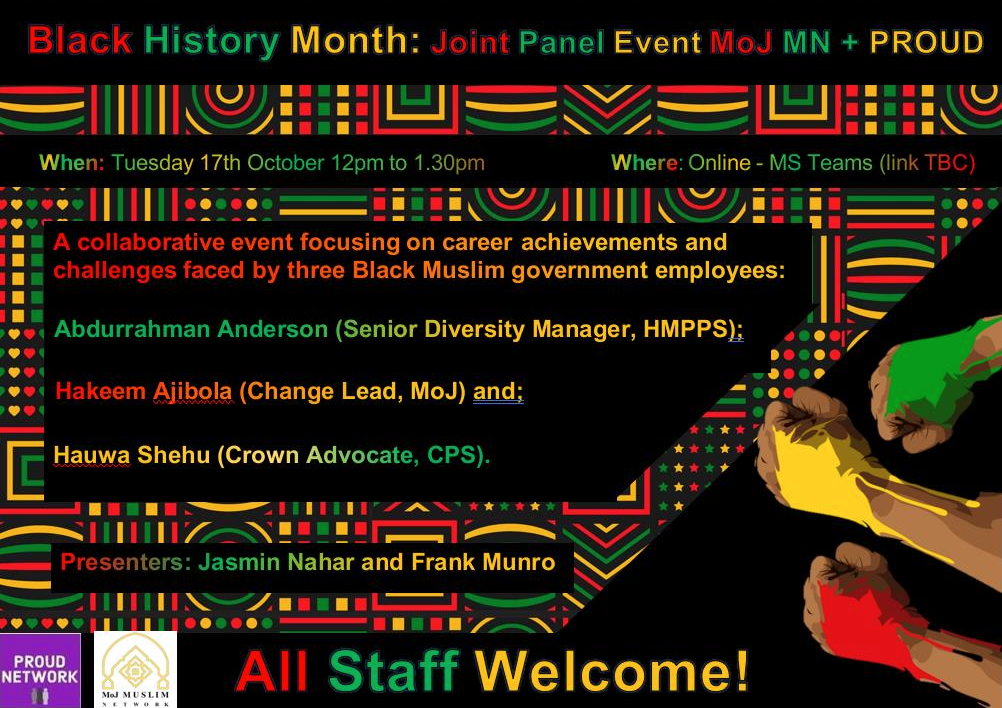 Black History Month: Joint Panel Event MoJ MN + PROUD
When: Tuesday 17th October 12pm to 1.30pm
Where: Online - MS Teams (link TBC)
A collaborative event focusing on career achievements and
challenges faced by three Black Muslim government employees:
Abdurrahman Anderson (Senior Diversity Manager, HMPPS);
Hakeem Ajibola (Change Lead, MoJ) and;
Hauwa Shehu (Crown Advocate, CPS).
Presenters: Jasmin Nahar and Frank Munro
PROUD
NETWORK
MoJ MUSLIM
NETWORK
All Staff Welcome!